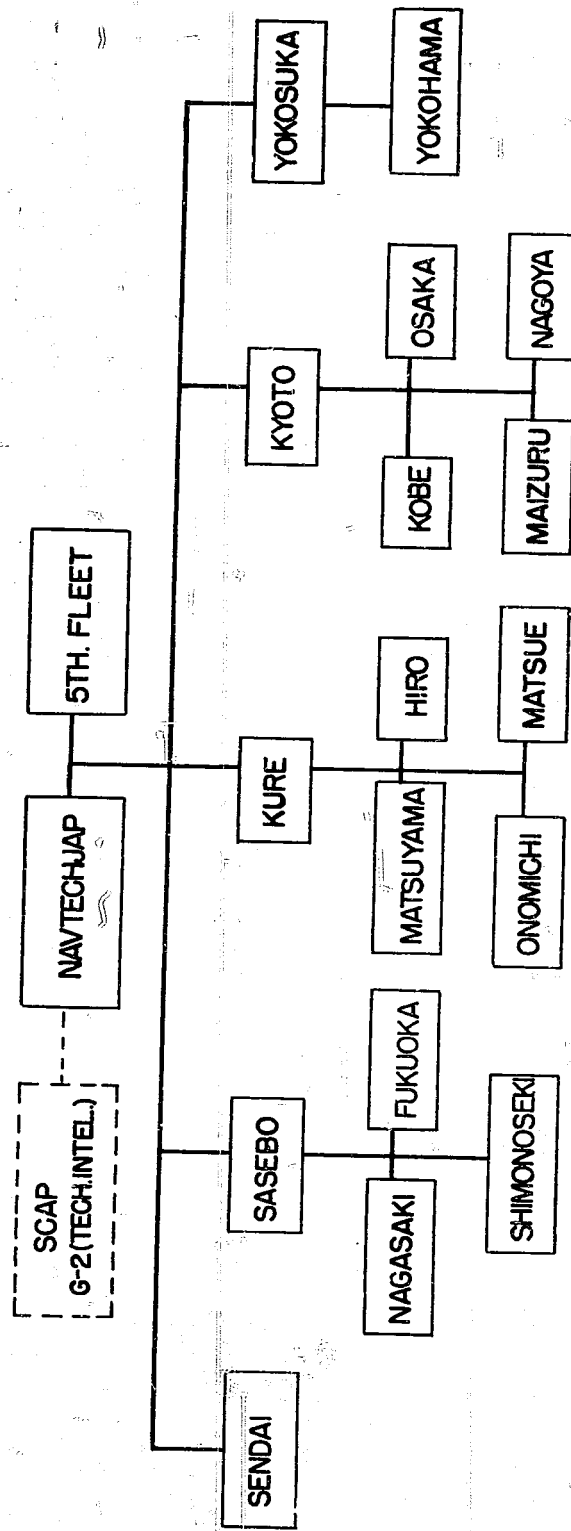 SCAP
G-2 (TECH. INTEL.)
NAVTECHJAP
5TH. FLEET
SENDAI
SASEBO
KURE
KYOTO
YOKOSUKA
NAGASAKI
FUKUOKA
MATSUYAMA
HIRO
KOBE
OSAKA
YOKOHAMA
SHIMONOSEKI
ONOMICHI
MATSUE
MAIZURU
NAGOYA